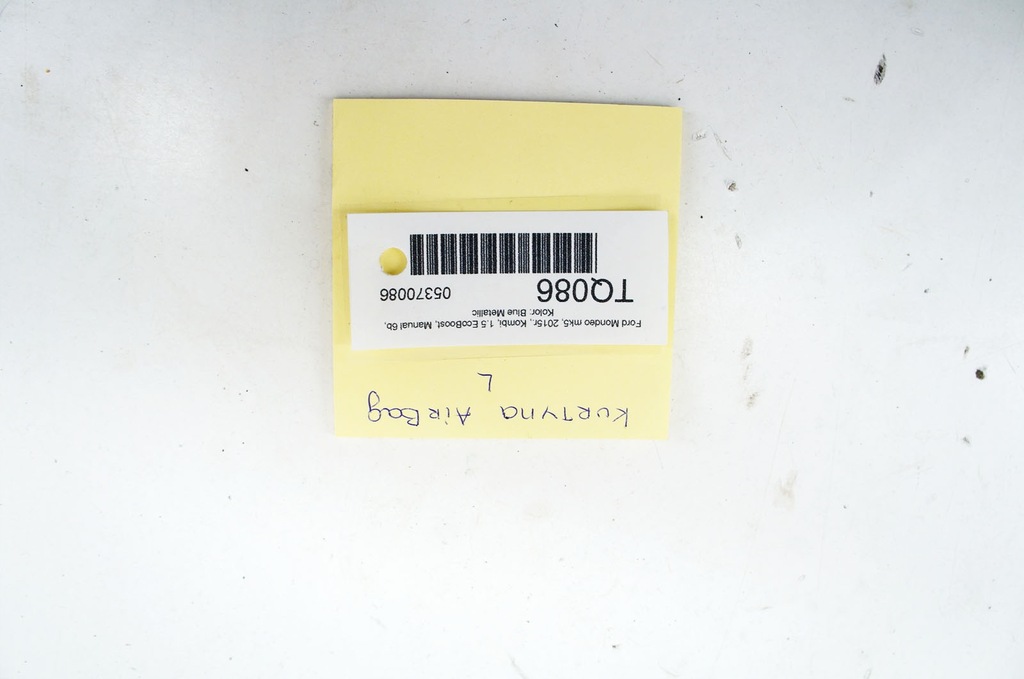 KURTYNA AIRBag
L
Ford Mondeo mk5, 2015r., Kombi, 1.5 EcoBoost, Manual 6b,
Kolor: Blue Metallic
TQ086 05370086